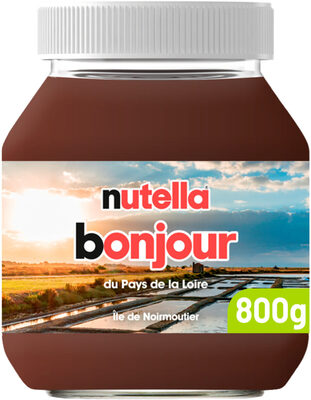 nutella
bonjour
du Pays de la Loire
800g
Île de Noirmoutier